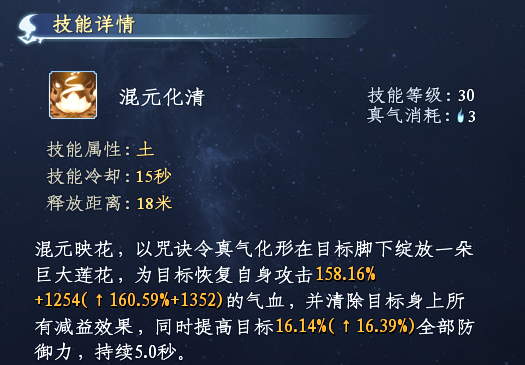 技能详情
混元化清
技能等级：30
真气消耗：3
技能属性：土
技能冷却：15秒
释放距离：18米
混元映花，以咒诀令真气化形在目标脚下绽放一朵
巨大莲花，为目标恢复自身攻击158.16%
+1254(↑160.59%+1352)的气血，并清除目标身上所
有减益效果，同时提高目标16.14%(↑16.39%)全部防
御力，持续5.0秒。